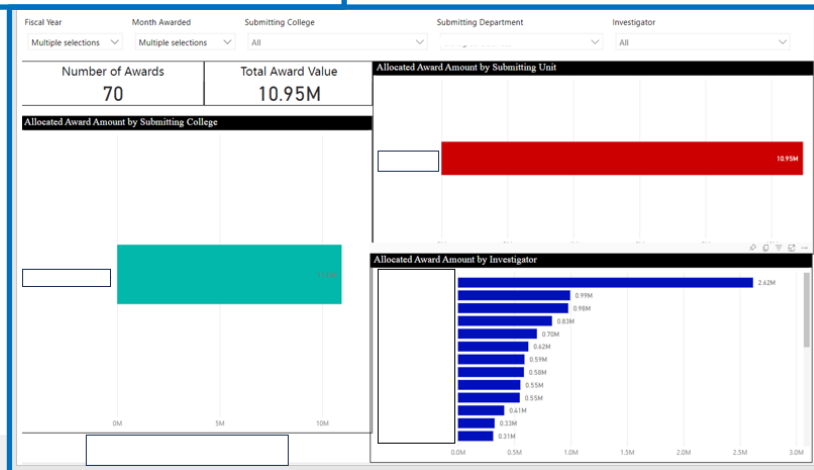 Fiscal Year Month Awarded Submitting College Submitting Department Investigator
Multiple selections Multiple selections All All
Number of Awards Total Award Value
70 10.95M
Allocated Award Amount by Submitting Unit
10.95M
Allocated Award Amount by Submitting College
0M 5M 10M
Allocated Award Amount by Investigator
2.62M
0.99M
0.98M
0.83M
0.70M
0.62M
0.59M
0.58M
0.55M
0.55M
0.41M
0.33M
0.31M
0.0M 0.5M 1.0M 1.5M 2.0M 2.5M 3.0M